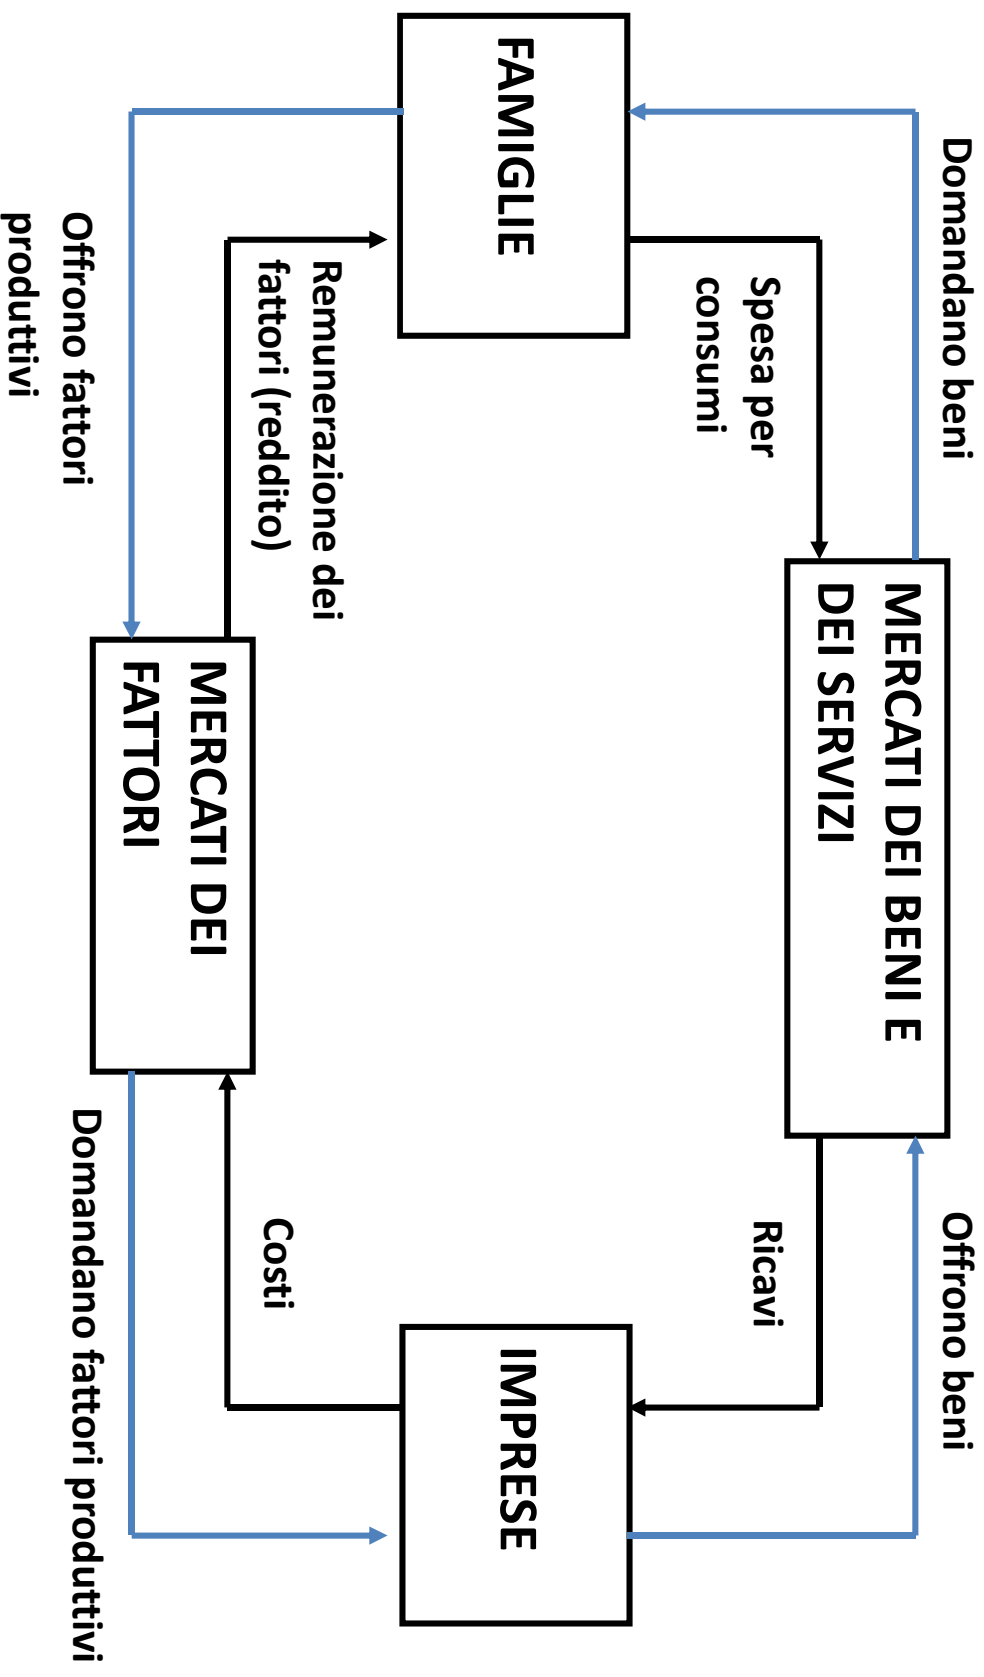 Domandano beni
Offrono beni
MERCATI DEI BENI E
DEI SERVIZI
Spesa per
consumi
Ricavi
FAMIGLIE
IMPRESE
Remunerazione dei
fattori (reddito)
Costi
MERCATI DEI
FATTORI
Offrono fattori
produttivi
Domandano fattori produttivi